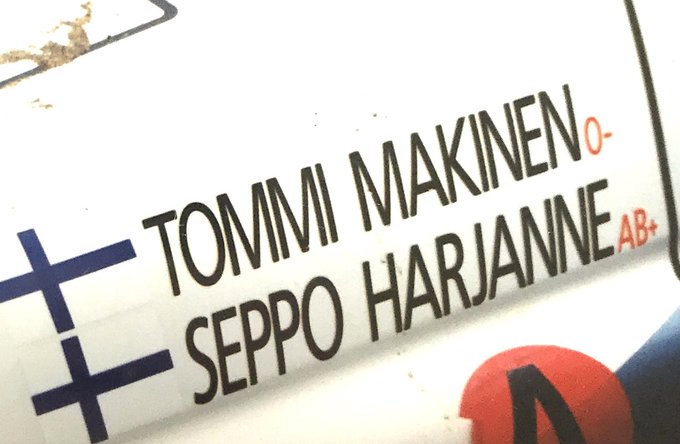 TOMMI MAKINEN O-
SEPPO HARJANNE AB+
A